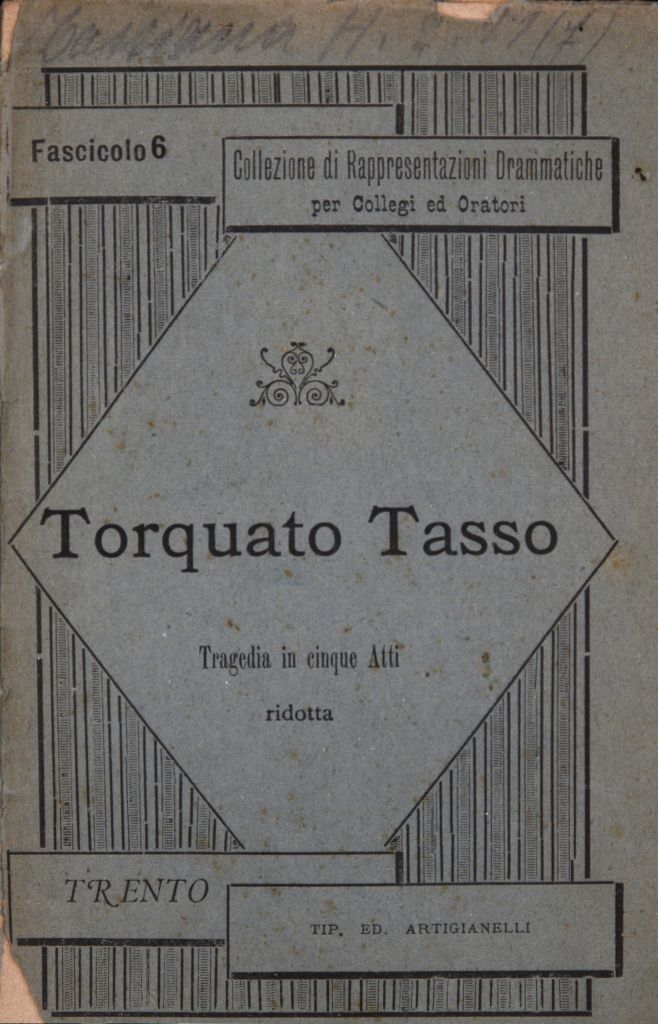 Tassiana H.
Fascicolo 6
Collezione di Rappresentazioni Drammatiche
per Collegi ed Oratori
Torquato Tasso
Tragedia in cinque Atti
ridotta
TRENTO
TIP. ED. ARTIGIANELLI